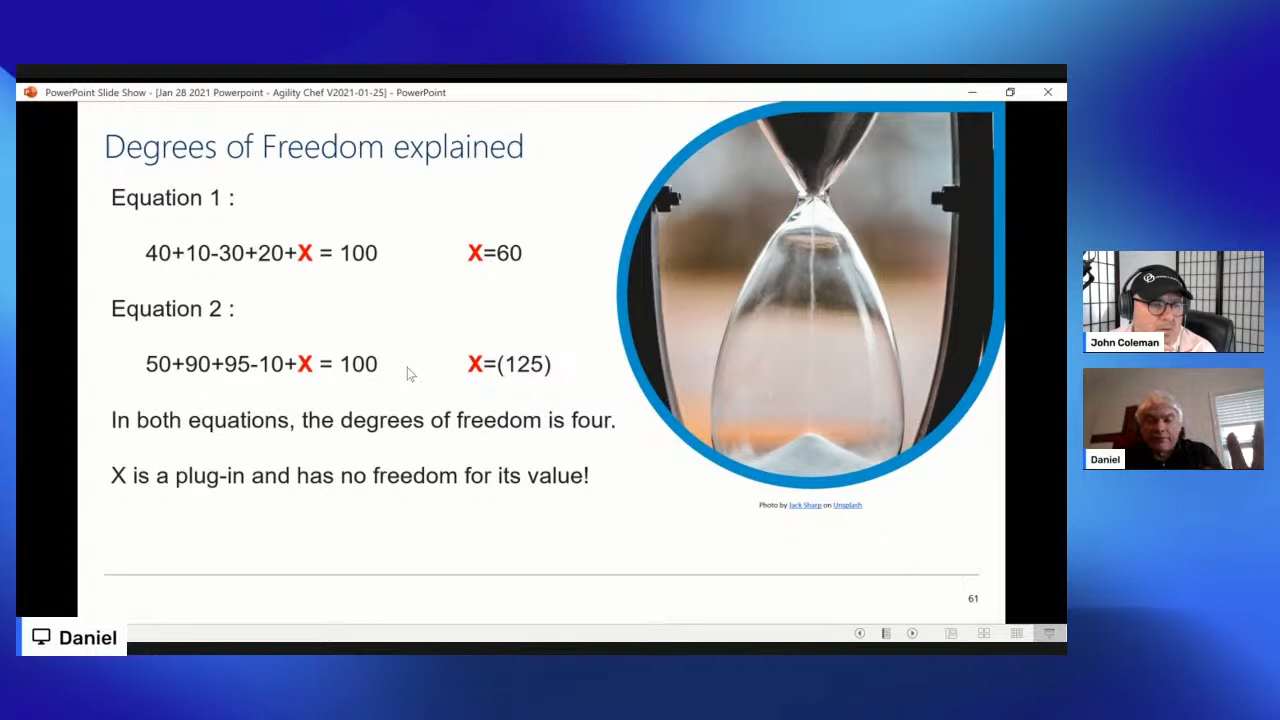 PowerPoint Slide Show - [Jan 28 2021 Powerpoint - Agility Chef V2021-01-25] - PowerPoint
Degrees of Freedom explained
Equation 1 :
40+10-30+20+X = 100 X=60
Equation 2 :
50+90+95-10+X = 100 X=(125)
In both equations, the degrees of freedom is four.
X is a plug-in and has no freedom for its value!
Photo by Jack Sharp on Unsplash
61
Daniel
John Coleman
Daniel